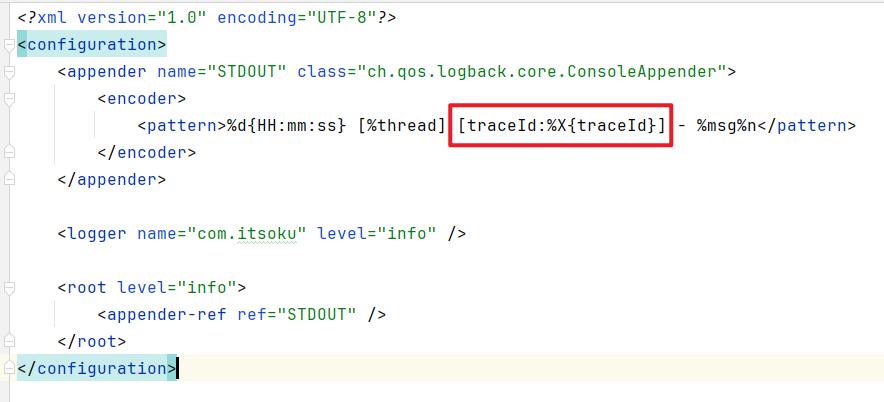 <?xml version="1.0" encoding="UTF-8"?>
<configuration>
    <appender name="STDOUT" class="ch.qos.logback.core.ConsoleAppender">
        <encoder>
            <pattern>%d{HH:mm:ss} [%thread] [traceId:%X{traceId}] - %msg%n</pattern>
        </encoder>
    </appender>
    <logger name="com.itsoku" level="info" />
    <root level="info">
        <appender-ref ref="STDOUT" />
    </root>
</configuration>